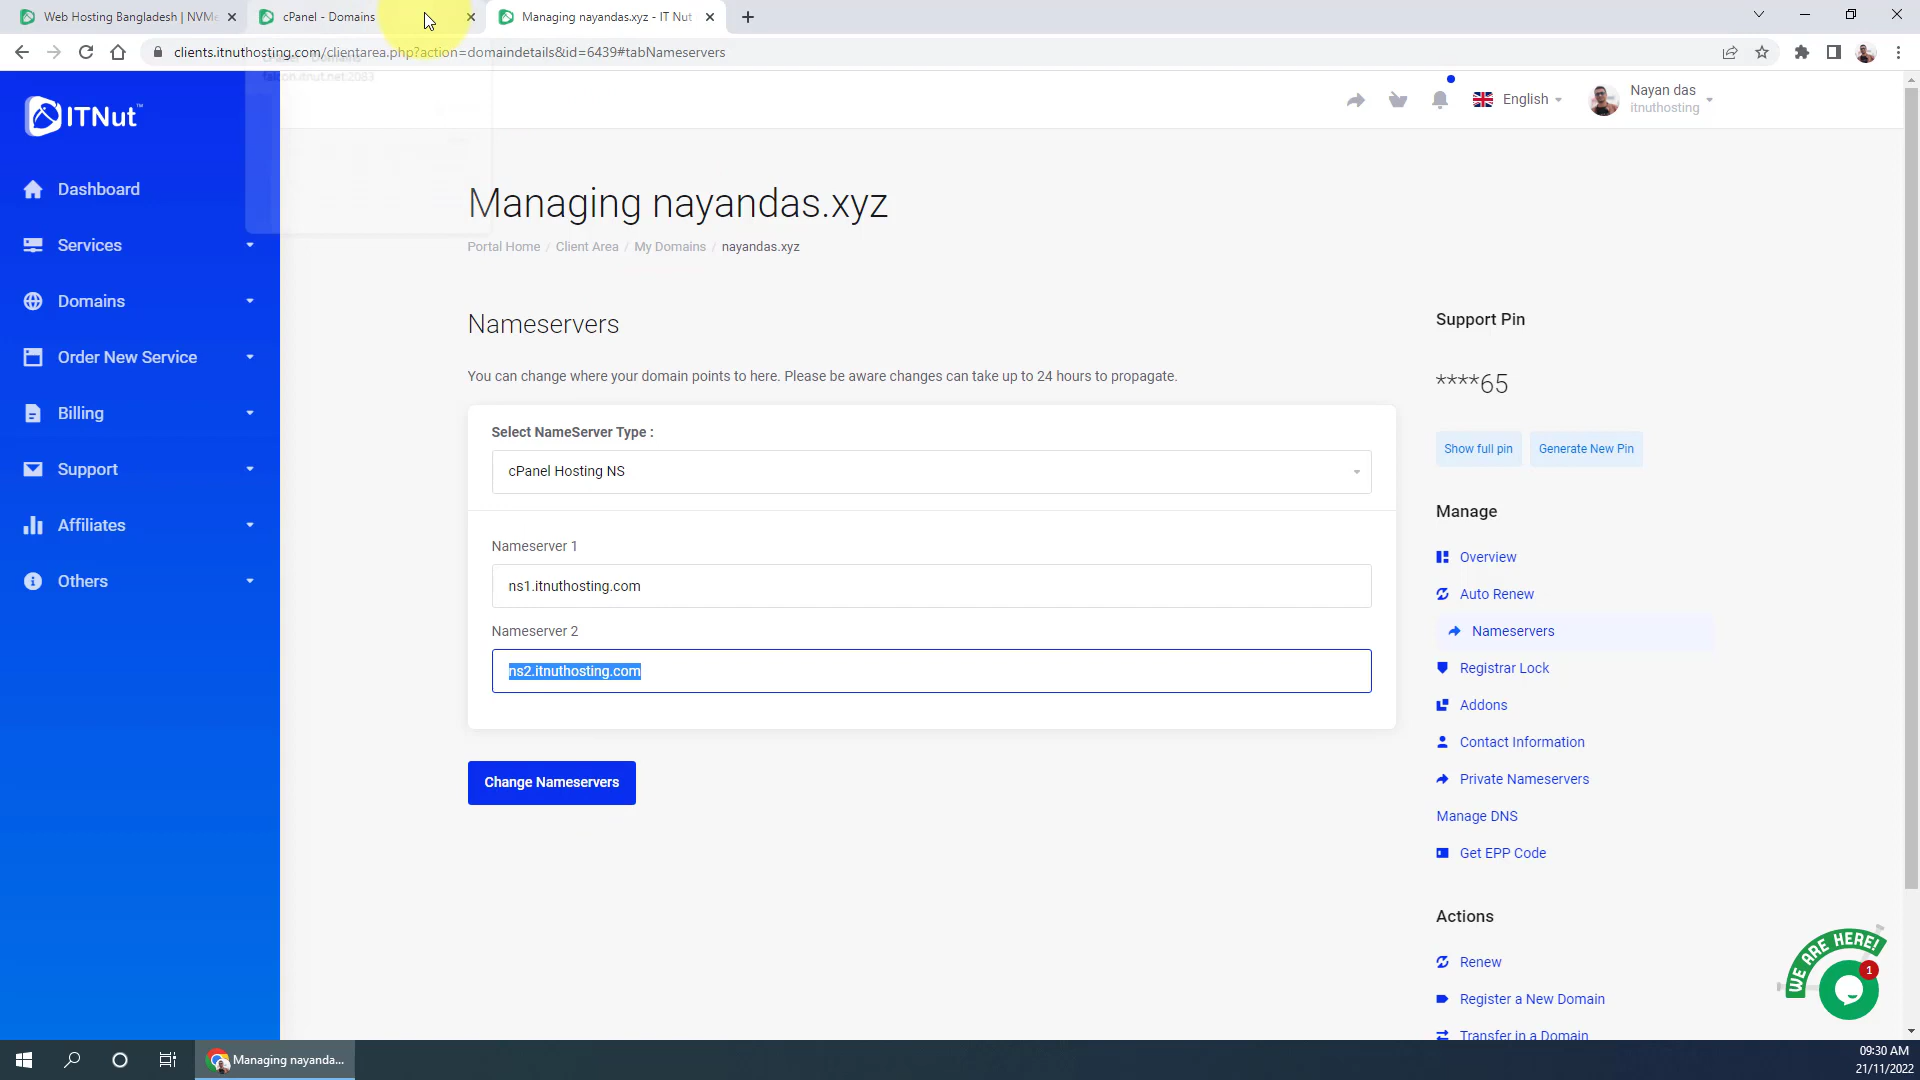 Web Hosting Bangladesh | NVMe
cPanel - Domains
Managing nayandas.xyz - IT Nut
clients.itnuthosting.com/clientarea.php?action=domaindetails&id=6439#tabNameservers
cPanel - Domains
falcon.itnut.net:2083
ITNut™
English
Nayan das
itnuthosting
Dashboard
Services
Domains
Order New Service
Billing
Support
Affiliates
Others
Managing nayandas.xyz
Portal Home / Client Area / My Domains / nayandas.xyz
Nameservers
You can change where your domain points to here. Please be aware changes can take up to 24 hours to propagate.
Select NameServer Type :
cPanel Hosting NS
Nameserver 1
ns1.itnuthosting.com
Nameserver 2
ns2.itnuthosting.com
Change Nameservers
Support Pin
****65
Show full pin
Generate New Pin
Manage
Overview
Auto Renew
Nameservers
Registrar Lock
Addons
Contact Information
Private Nameservers
Manage DNS
Get EPP Code
Actions
Renew
Register a New Domain
Transfer in a Domain
WE ARE HERE!
1
Managing nayanda...
09:30 AM
21/11/2022